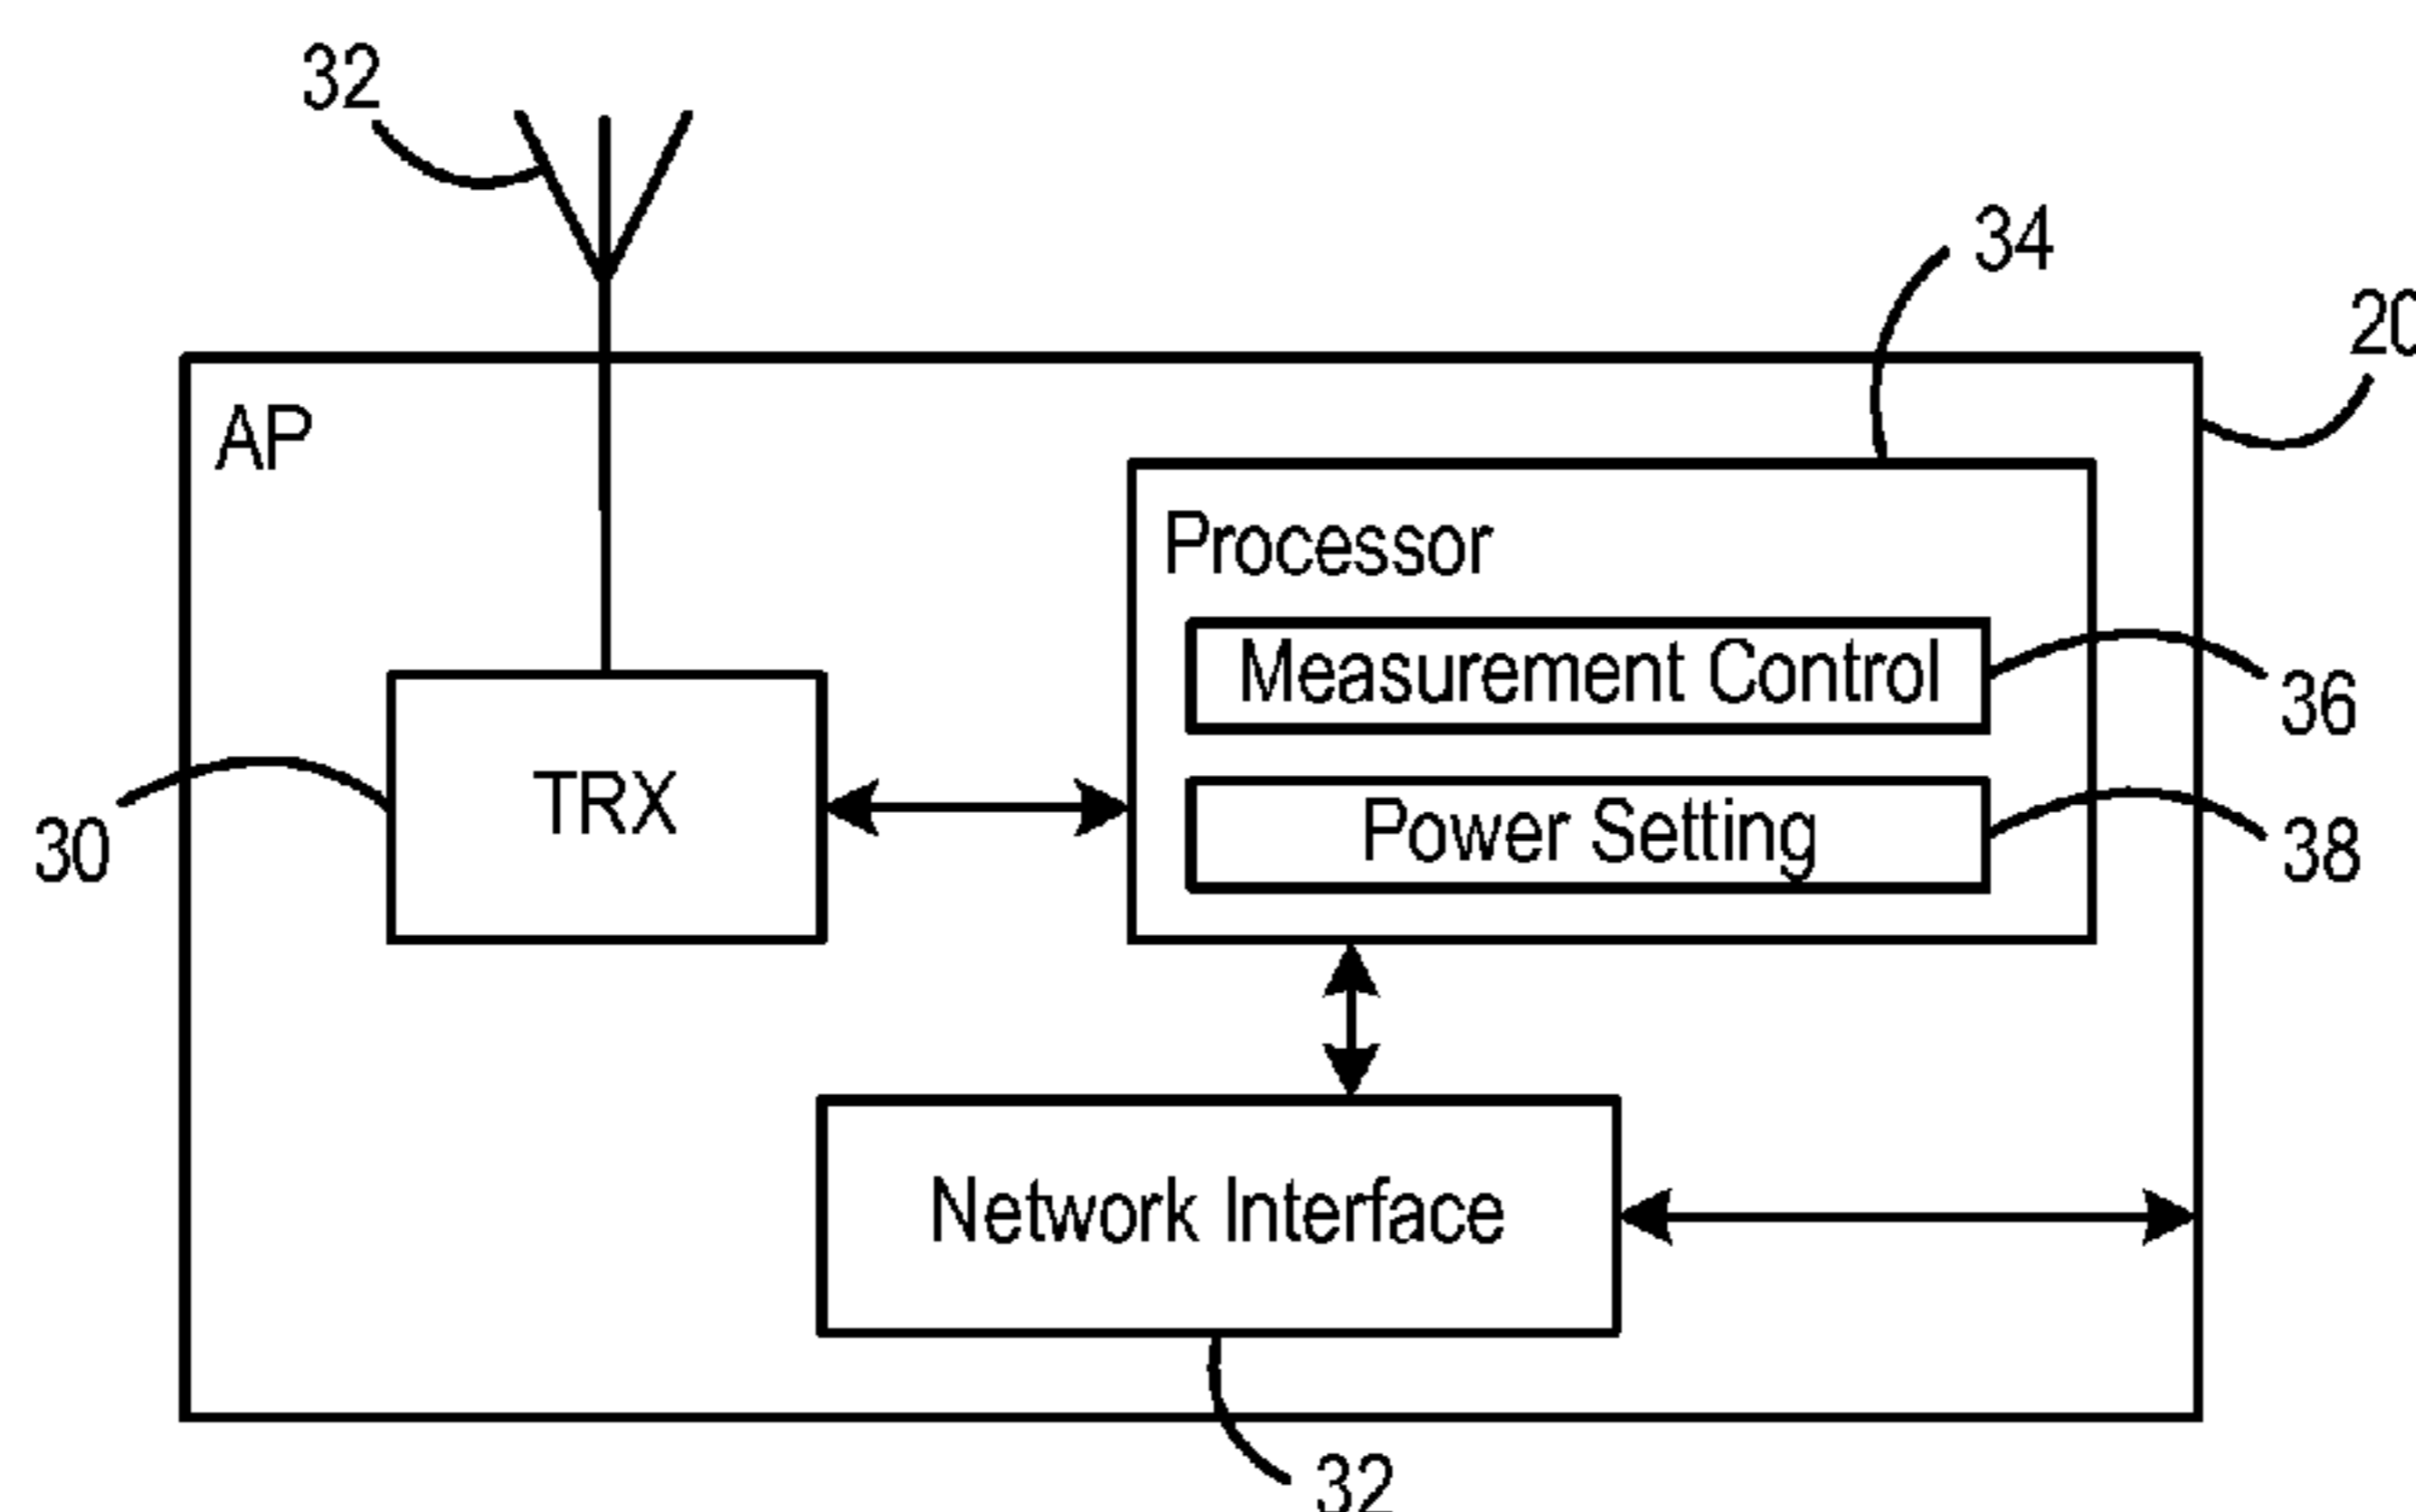 32
34
20
AP
Processor
Measurement Control
36
TRX
Power Setting
30
38
Network Interface
32